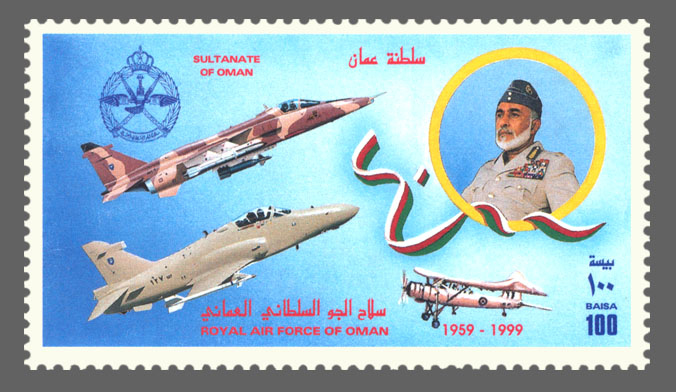 SULTANATE
OF OMAN
سلطنة عمان
سلاح الجو السلطاني العماني
ROYAL AIR FORCE OF OMAN
1959 - 1999
بيسة
١٠٠
BAISA
100